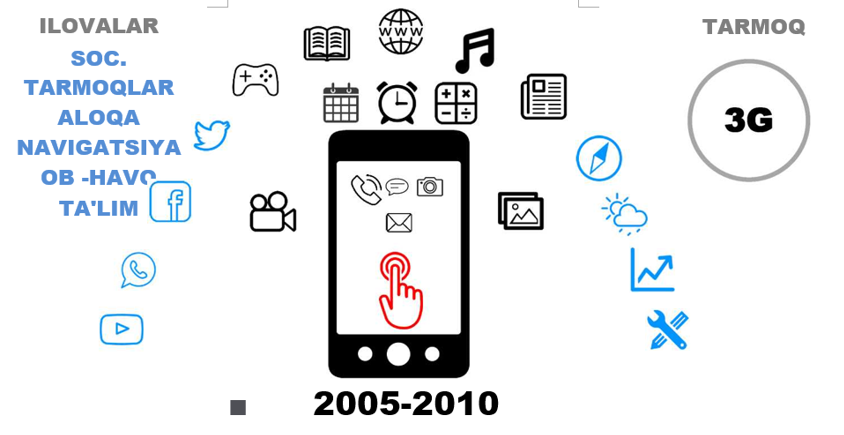 ILOVALAR
SOC.
TARMOQLAR
ALOQA
NAVIGATSIYA
OB -HAVO
TA'LIM
WWW
TARMOQ
3G
2005-2010